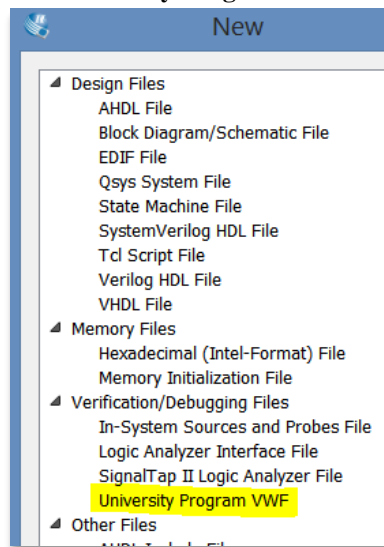 New
Design Files
AHDL File
Block Diagram/Schematic File
EDIF File
Qsys System File
State Machine File
SystemVerilog HDL File
Tcl Script File
Verilog HDL File
VHDL File
Memory Files
Hexadecimal (Intel-Format) File
Memory Initialization File
Verification/Debugging Files
In-System Sources and Probes File
Logic Analyzer Interface File
SignalTap II Logic Analyzer File
University Program VWF
Other Files